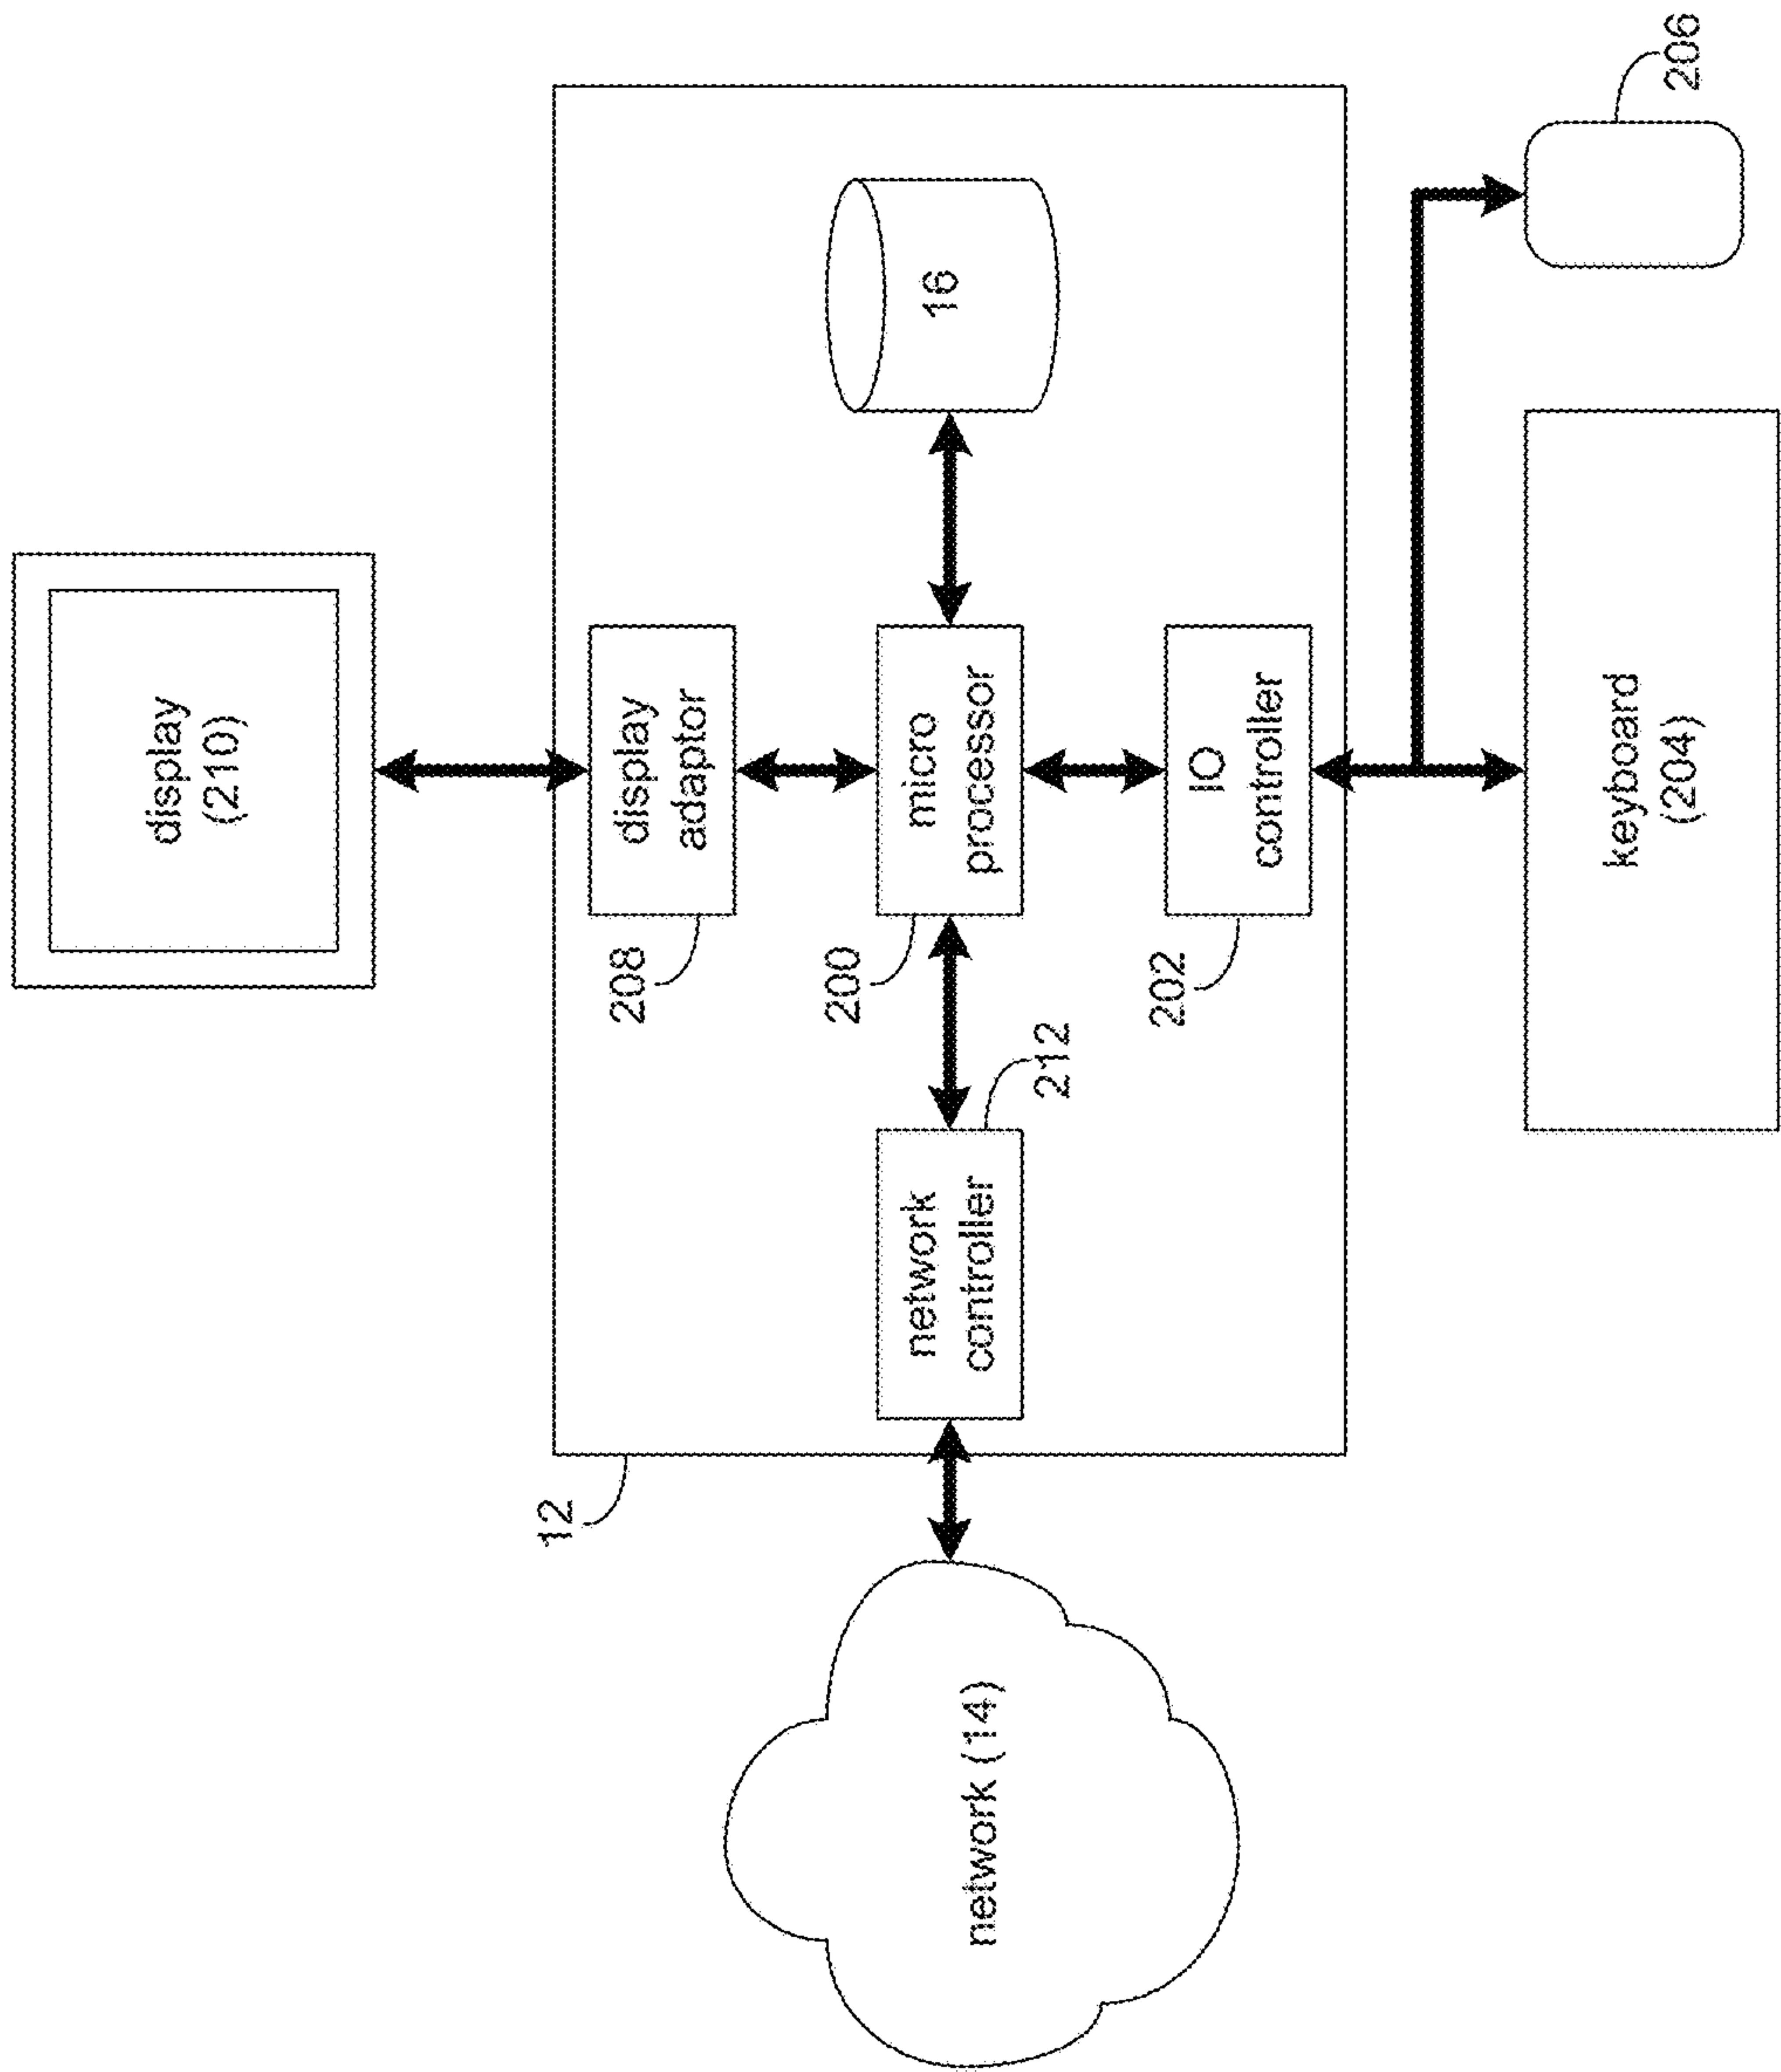 display
(210)
12
208
display
adaptor
200
network
controller
micro
processor
16
network (14)
212
202
IO
controller
keyboard
(204)
206